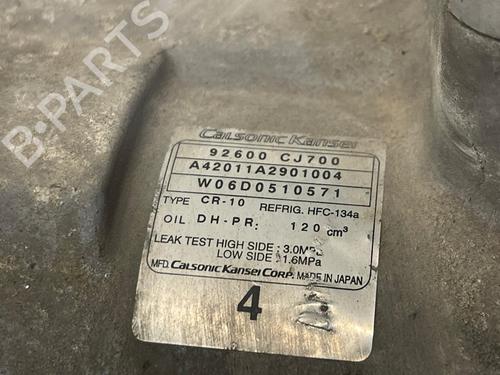 B-PARTS
Calsonic Kansei
92600 CJ700
A42011A2901004
W06D0510571
TYPE CR-10 REFRIG. HFC-134a
OIL DH-PR: 120 cm³
LEAK TEST HIGH SIDE : 3.0MPa
LOW SIDE : 1.6MPa
MFD. CALSONIC KANSEI CORP. MADE IN JAPAN
4